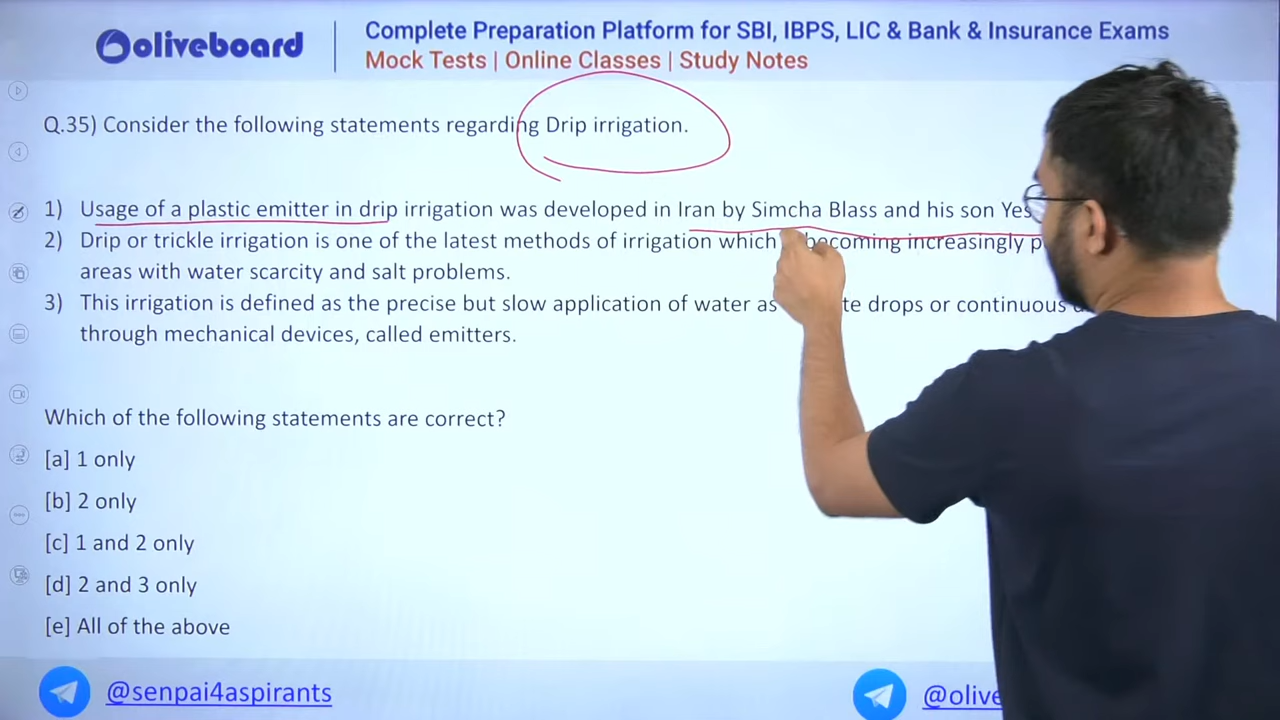 oliveboard
Complete Preparation Platform for SBI, IBPS, LIC & Bank & Insurance Exams
Mock Tests | Online Classes | Study Notes
Q.35) Consider the following statements regarding Drip irrigation.
1) Usage of a plastic emitter in drip irrigation was developed in Iran by Simcha Blass and his son
2) Drip or trickle irrigation is one of the latest methods of irrigation which becoming increasingly
areas with water scarcity and salt problems.
3) This irrigation is defined as the precise but slow application of water as drops or continuous
through mechanical devices, called emitters.
Which of the following statements are correct?
[a] 1 only
[b] 2 only
[c] 1 and 2 only
[d] 2 and 3 only
[e] All of the above
@senpai4aspirants